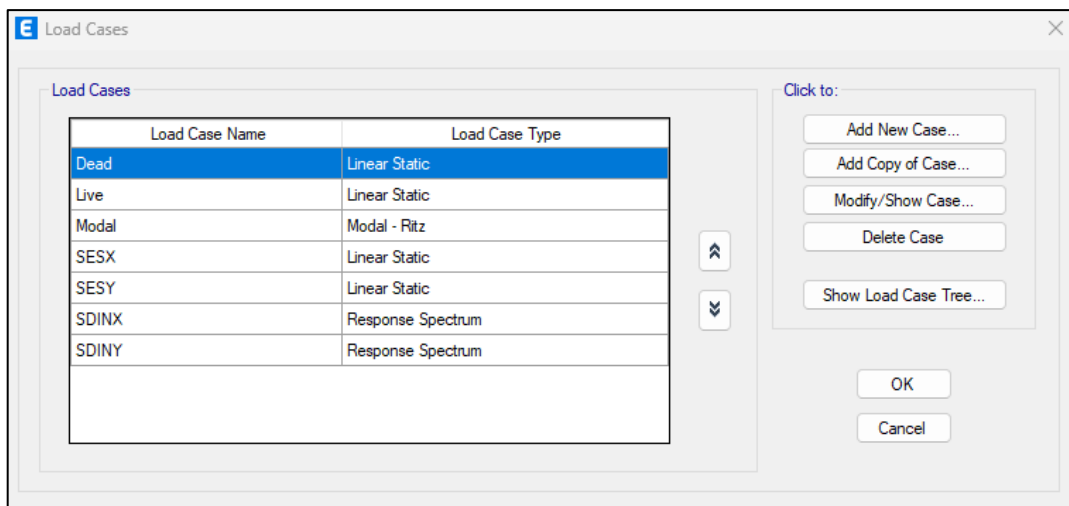 E Load Cases
Load Cases
Load Case Name Load Case Type
Dead Linear Static
Live Linear Static
Modal Modal - Ritz
SESX Linear Static
SESY Linear Static
SDINX Response Spectrum
SDINY Response Spectrum
Click to:
Add New Case...
Add Copy of Case...
Modify/Show Case...
Delete Case
Show Load Case Tree...
OK
Cancel